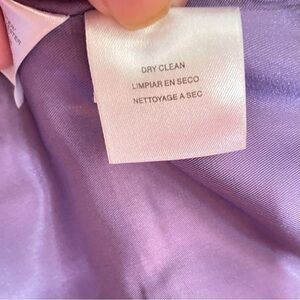 DRY CLEAN
LIMPIAR EN SECO
NETTOYAGE A SEC